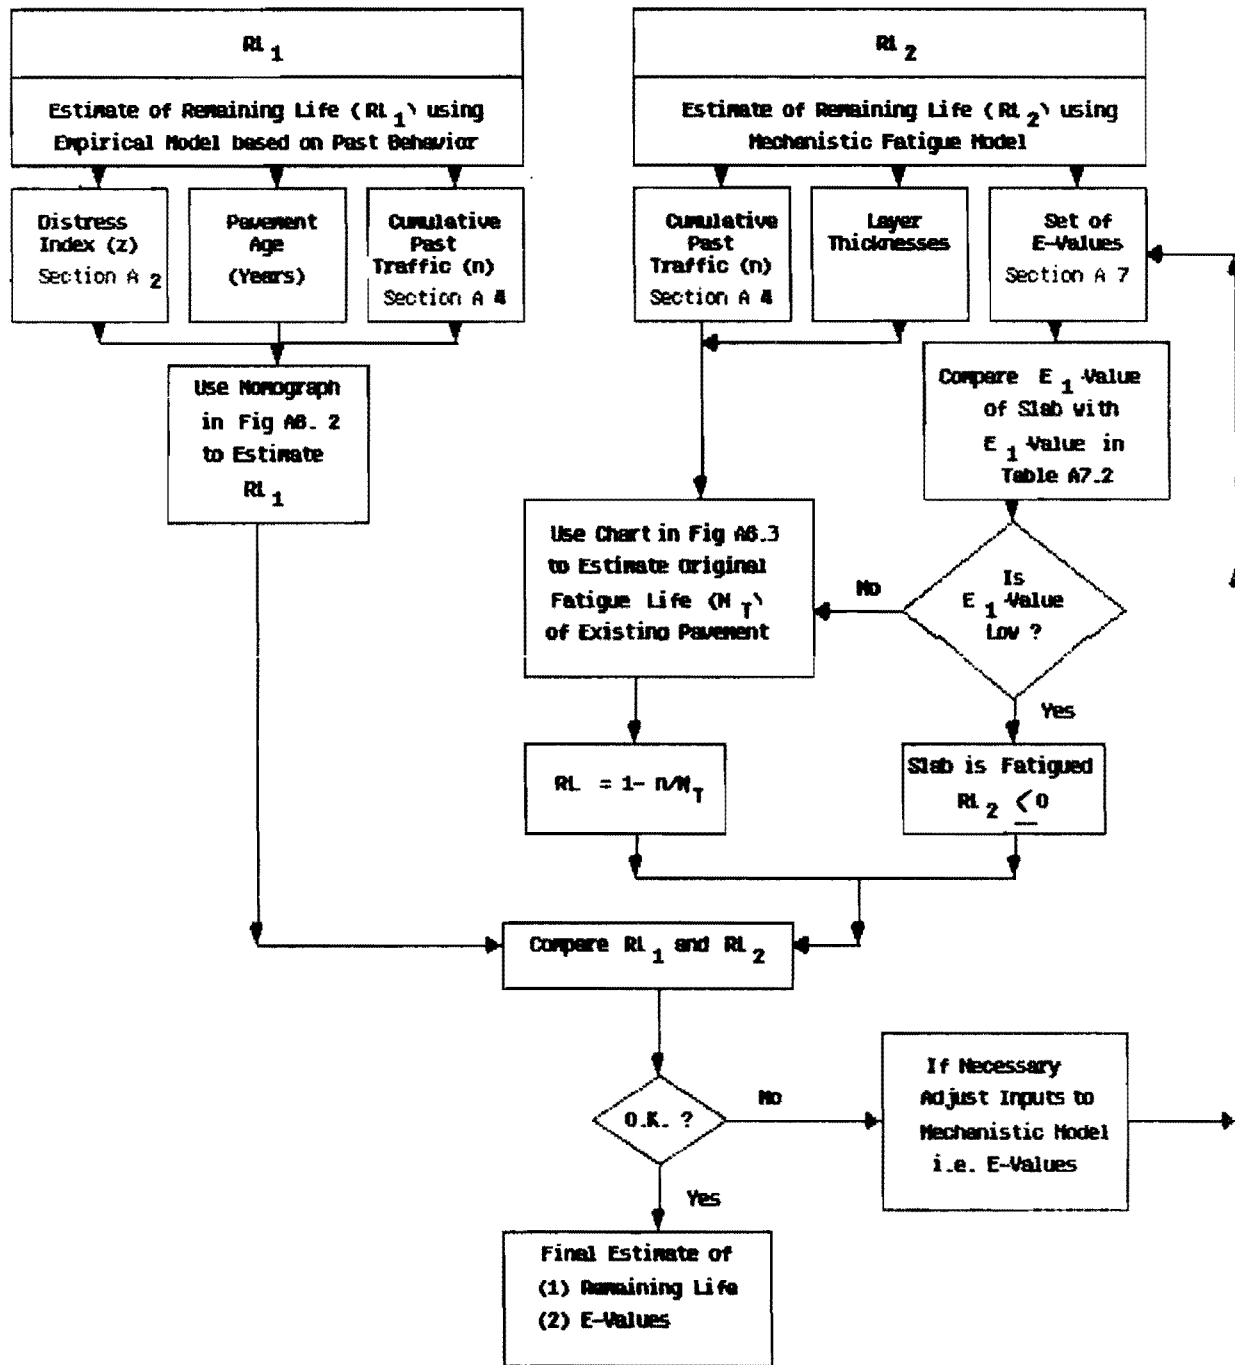 RL 1
Estimate of Remaining Life (RL 1) using
Empirical Model based on Past Behavior
Distress
Index (z)
Section A 2
Pavement
Age
(Years)
Cumulative
Past
Traffic (n)
Section A 4
Use Nomograph
in Fig A8. 2
to Estimate
RL 1
RL 2
Estimate of Remaining Life (RL 2) using
Mechanistic Fatigue Model
Cumulative
Past
Traffic (n)
Section A 4
Layer
Thicknesses
Set of
E-Values
Section A 7
Compare E 1-Value
of Slab with
E 1-Value in
Table A7.2
Use Chart in Fig A8.3
to Estimate Original
Fatigue Life (N T)
of Existing Pavement
No
Is
E 1-Value
Low ?
Yes
RL = 1- n/N T
Slab is Fatigued
RL 2 ≤ 0
Compare RL 1 and RL 2
O.K. ?
No
If Necessary
Adjust Inputs to
Mechanistic Model
i.e. E-Values
Yes
Final Estimate of
(1) Remaining Life
(2) E-Values